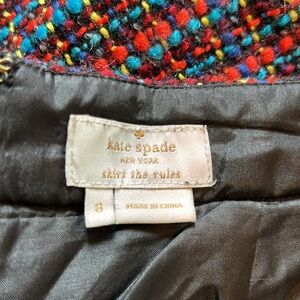 kate spade
NEW YORK
skirt the rules
8
MADE IN CHINA